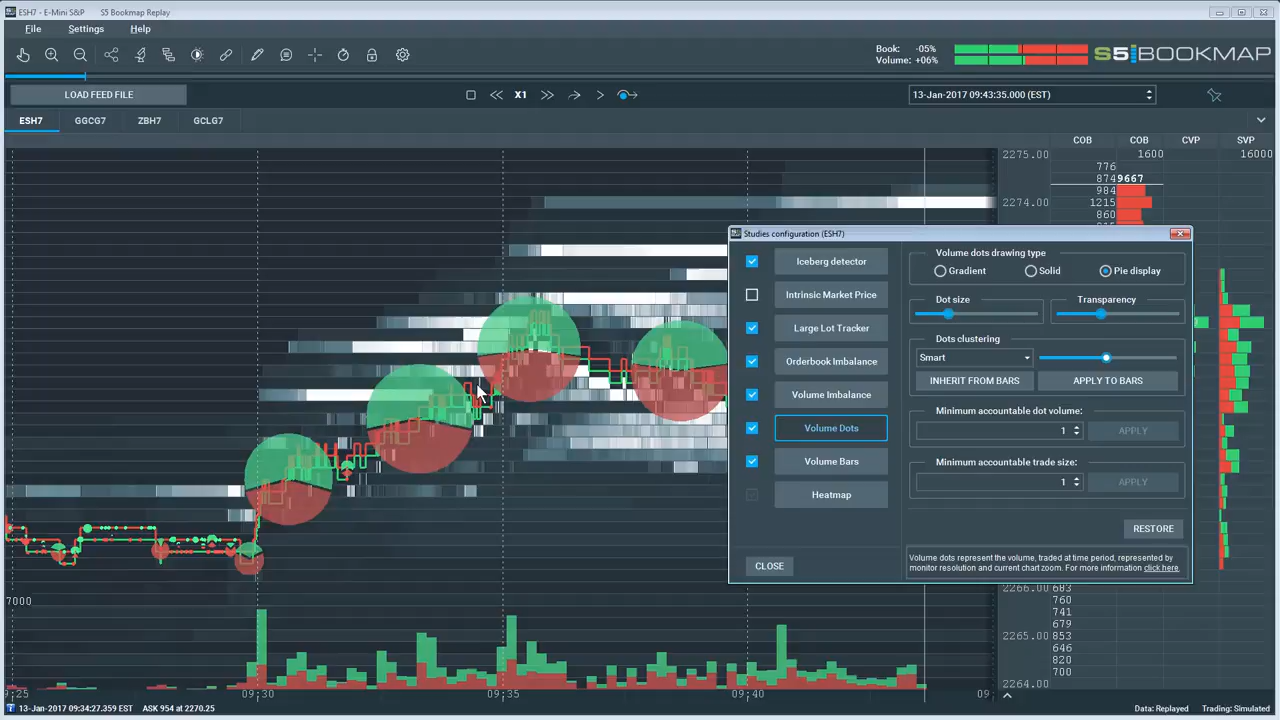 ESH7 - E-Mini S&P S5 Bookmap Replay
File Settings Help
Book: -05%
Volume: +06%
S5 BOOKMAP
LOAD FEED FILE
X1
13-Jan-2017 09:43:35.000 (EST)
ESH7 GGCG7 ZBH7 GCLG7
COB COB CVP SVP
2275.00 1600 16000
776
874 9667
984
2274.00 1215
860
Studies configuration (ESH7)
Iceberg detector
Intrinsic Market Price
Large Lot Tracker
Orderbook Imbalance
Volume Imbalance
Volume Dots
Volume Bars
Heatmap
CLOSE
Volume dots drawing type
Gradient Solid Pie display
Dot size Transparency
Dots clustering
Smart
INHERIT FROM BARS APPLY TO BARS
Minimum accountable dot volume:
1 APPLY
Minimum accountable trade size:
1 APPLY
RESTORE
Volume dots represent the volume, traded at time period, represented by
monitor resolution and current chart zoom. For more information click here.
2266.00 683
760
741
679
2265.00 853
646
820
700
2264.00
7000
9:25 09:30 09:35 09:40 09:
13-Jan-2017 09:34:27.359 EST ASK 954 at 2270.25
Data: Replayed Trading: Simulated